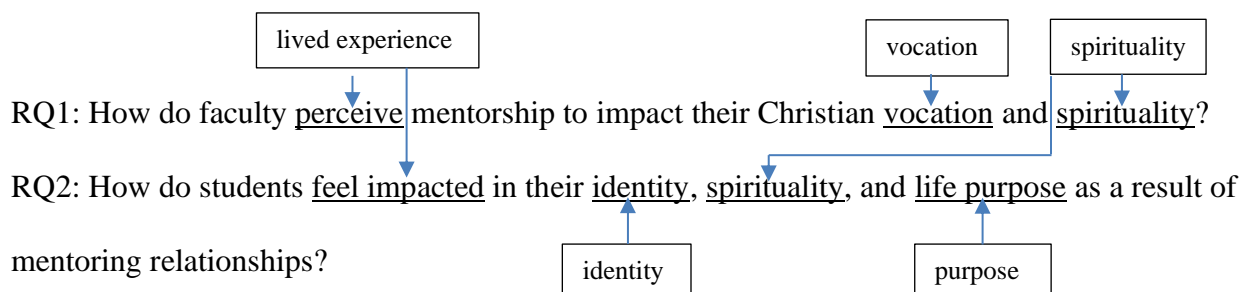 lived experience
vocation
spirituality
RQ1: How do faculty perceive mentorship to impact their Christian vocation and spirituality?
RQ2: How do students feel impacted in their identity, spirituality, and life purpose as a result of
mentoring relationships?
identity
purpose